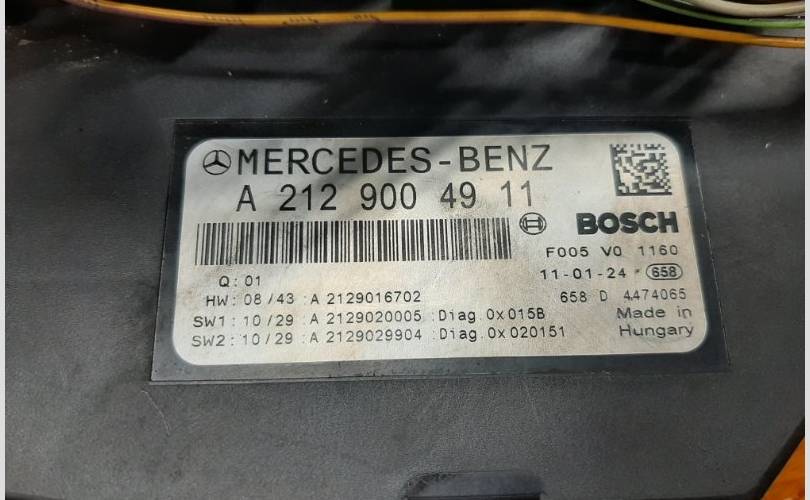 MERCEDES-BENZ
A 212 900 49 11
BOSCH
F005 V0 1160
Q: 01
11-01-24 * 658
HW: 08/43 :A 2129016702
658 D 4474065
SW1: 10/29 :A 2129020005 :Diag.0x015B
Made in
SW2: 10/29 :A 2129029904 :Diag.0x020151
Hungary